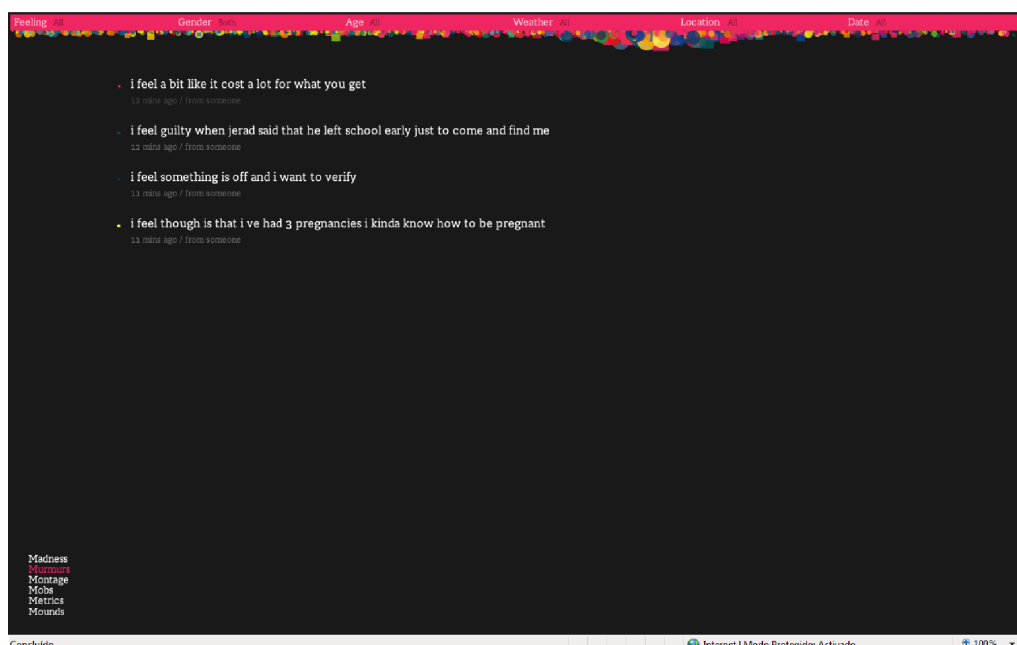 Feeling All Gender Both Age All Weather All Location All Date All
i feel a bit like it cost a lot for what you get
12 mins ago / from someone
i feel guilty when jerad said that he left school early just to come and find me
12 mins ago / from someone
i feel something is off and i want to verify
11 mins ago / from someone
i feel though is that i ve had 3 pregnancies i kinda know how to be pregnant
11 mins ago / from someone
Madness
Murmurs
Montage
Mobs
Metrics
Mounds
Concluído Internet | Modo Protegido: Activado 100%